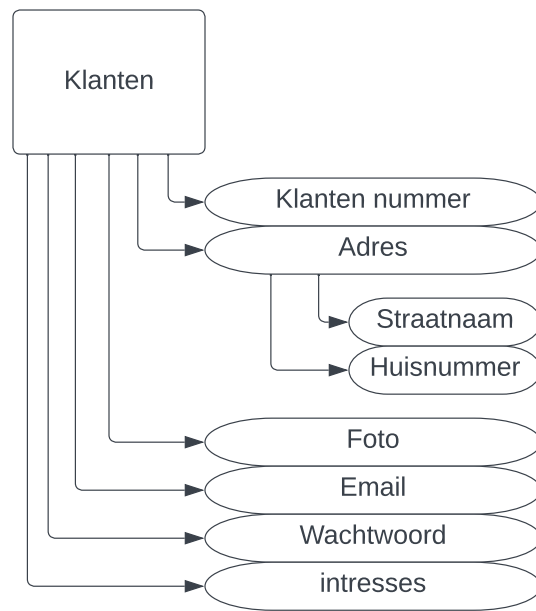 Klanten
Klanten nummer
Adres
Straatnaam
Huisnummer
Foto
Email
Wachtwoord
intresses